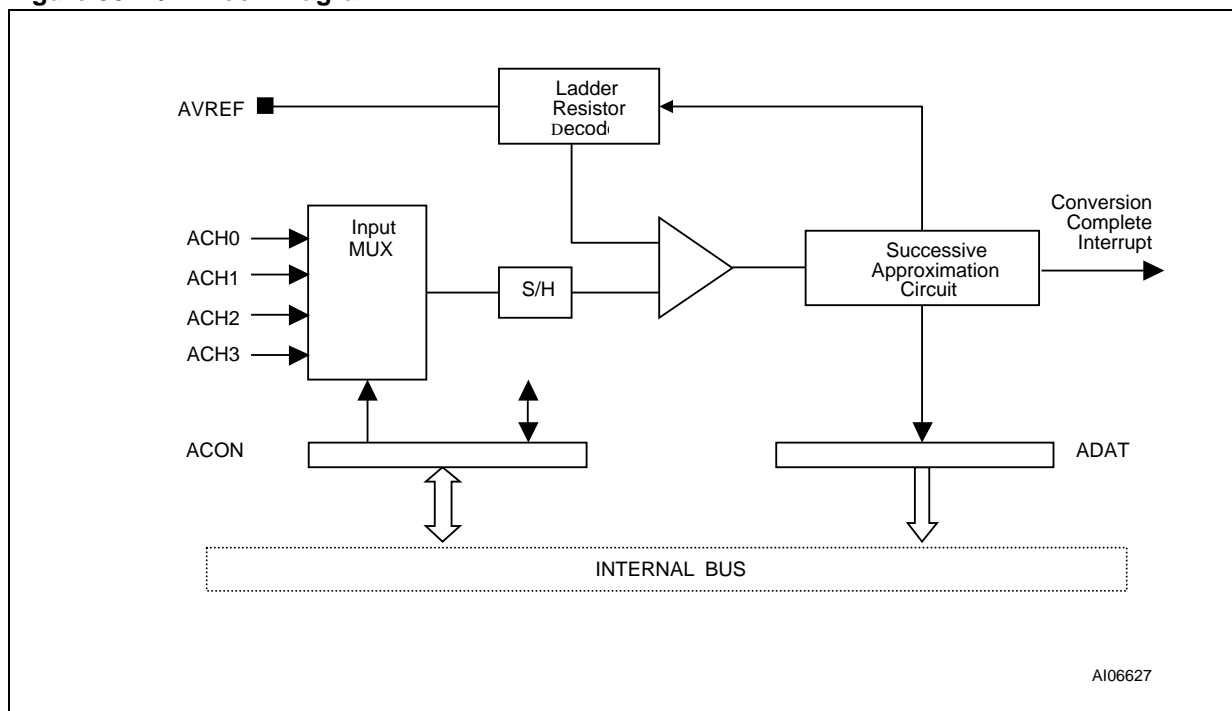 AVREF
Ladder
Resistor
Decode
ACH0
ACH1
ACH2
ACH3
Input
MUX
S/H
Successive
Approximation
Circuit
Conversion
Complete
Interrupt
ACON
ADAT
INTERNAL BUS
AI06627